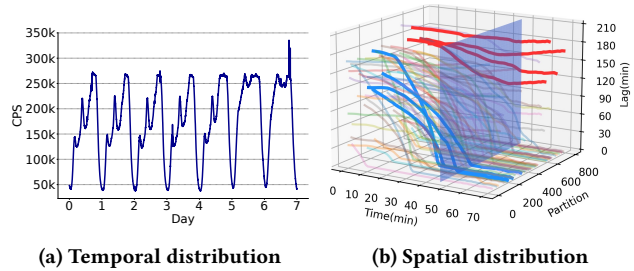 350k
300k
250k
200k
150k
100k
50k
CPS
0 1 2 3 4 5 6 7
Day
(a) Temporal distribution
210
180
150
120
90
60
30
0
Lag(min)
0 10 20 30 40 50 60 70
Time(min)
0 200 400 600 800
Partition
(b) Spatial distribution